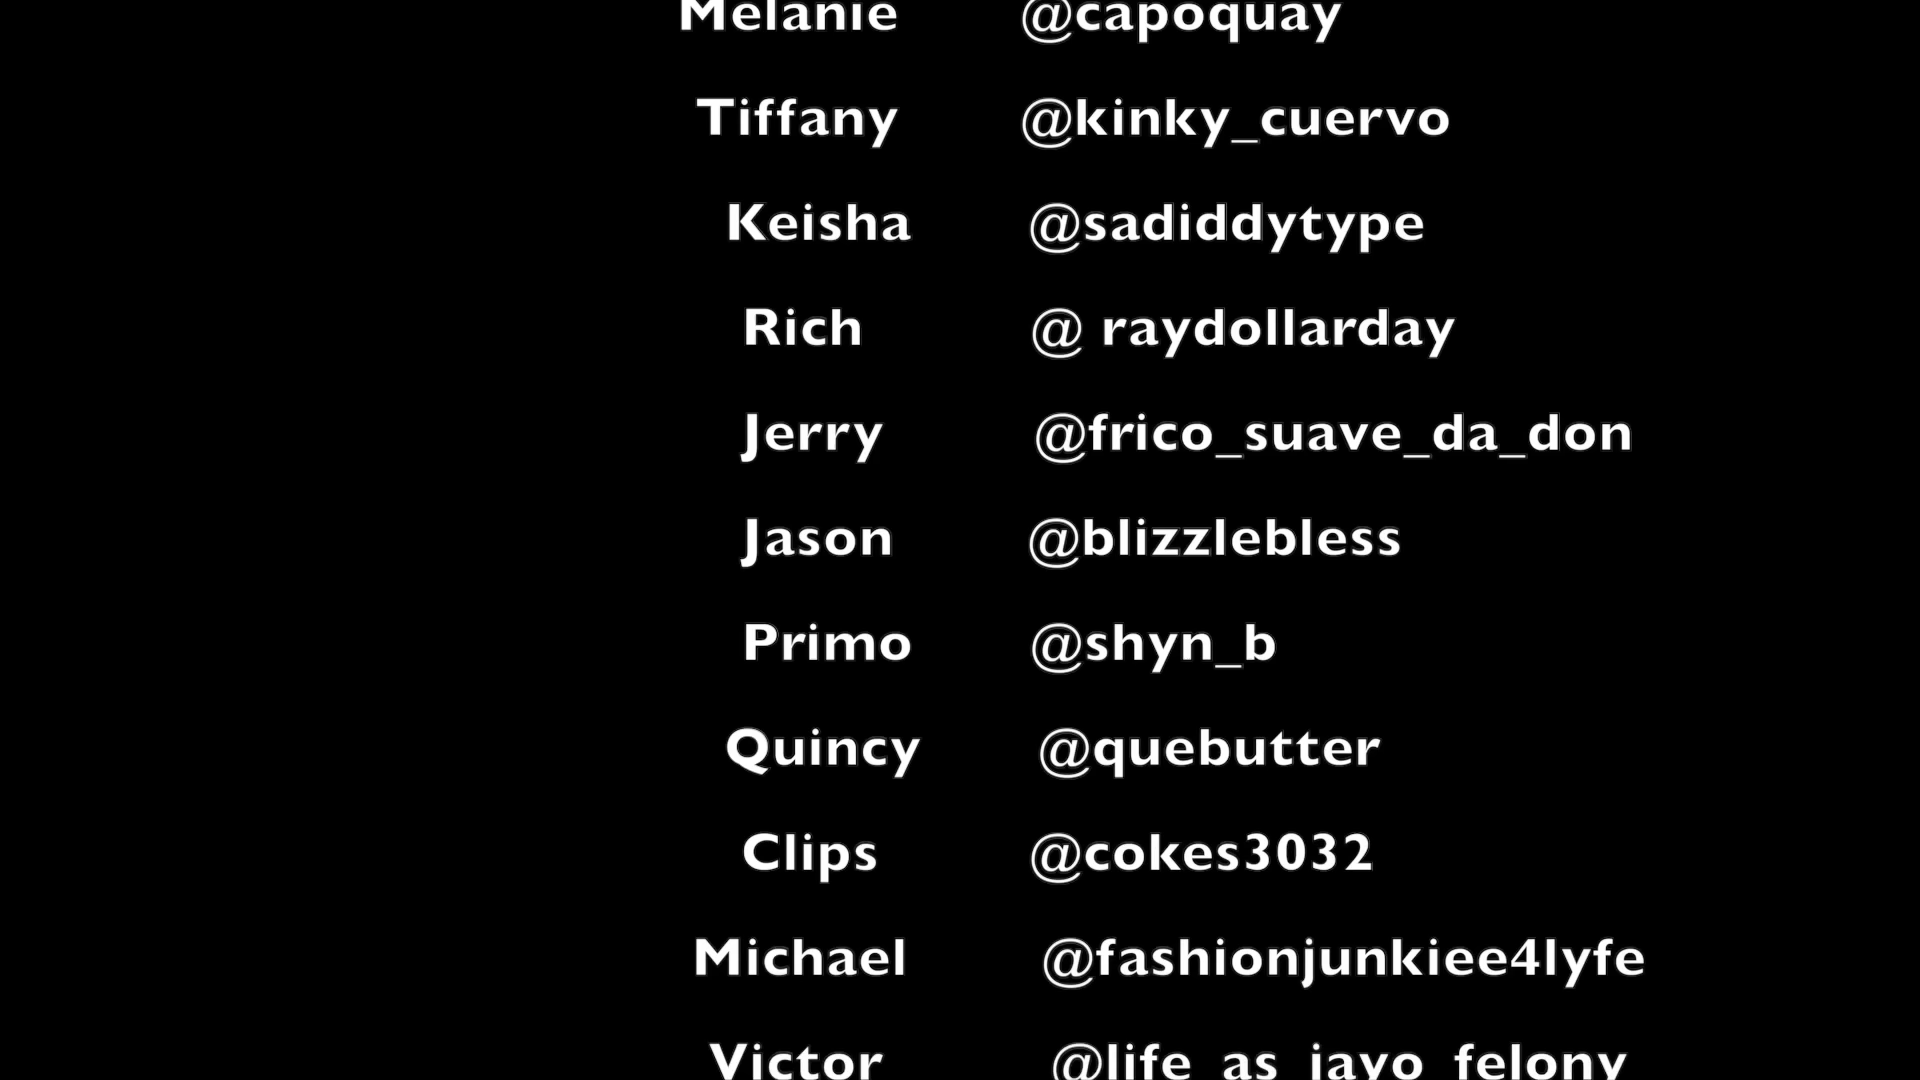 Melanie @capoquay
Tiffany @kinky_cuervo
Keisha @sadiddytype
Rich @ raydollarday
Jerry @frico_suave_da_don
Jason @blizzlebless
Primo @shyn_b
Quincy @quebutter
Clips @cokes3032
Michael @fashionjunkiee4lyfe
Victor @life_as_jayo_felony